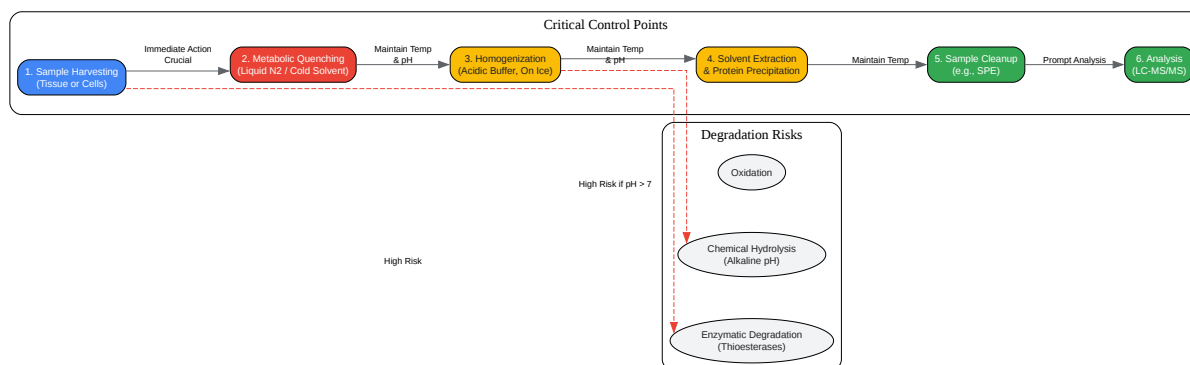 Critical Control Points
1. Sample Harvesting
(Tissue or Cells)
Immediate Action
Crucial
2. Metabolic Quenching
(Liquid N2 / Cold Solvent)
Maintain Temp
& pH
3. Homogenization
(Acidic Buffer, On Ice)
Maintain Temp
& pH
4. Solvent Extraction
& Protein Precipitation
Maintain Temp
5. Sample Cleanup
(e.g., SPE)
Prompt Analysis
6. Analysis
(LC-MS/MS)
Degradation Risks
Oxidation
High Risk if pH > 7
Chemical Hydrolysis
(Alkaline pH)
High Risk
Enzymatic Degradation
(Thioesterases)